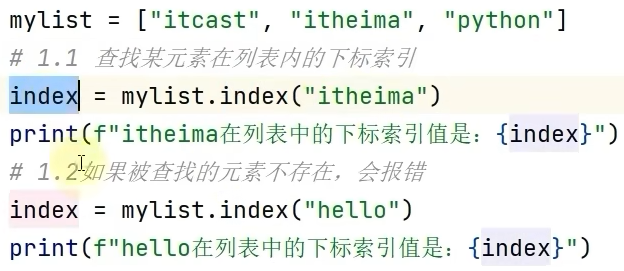 mylist = ["itcast", "itheima", "python"]
# 1.1 查找某元素在列表内的下标索引
index = mylist.index("itheima")
print(f"itheima在列表中的下标索引值是：{index}")
# 1.2如果被查找的元素不存在，会报错
index = mylist.index("hello")
print(f"hello在列表中的下标索引值是：{index}")